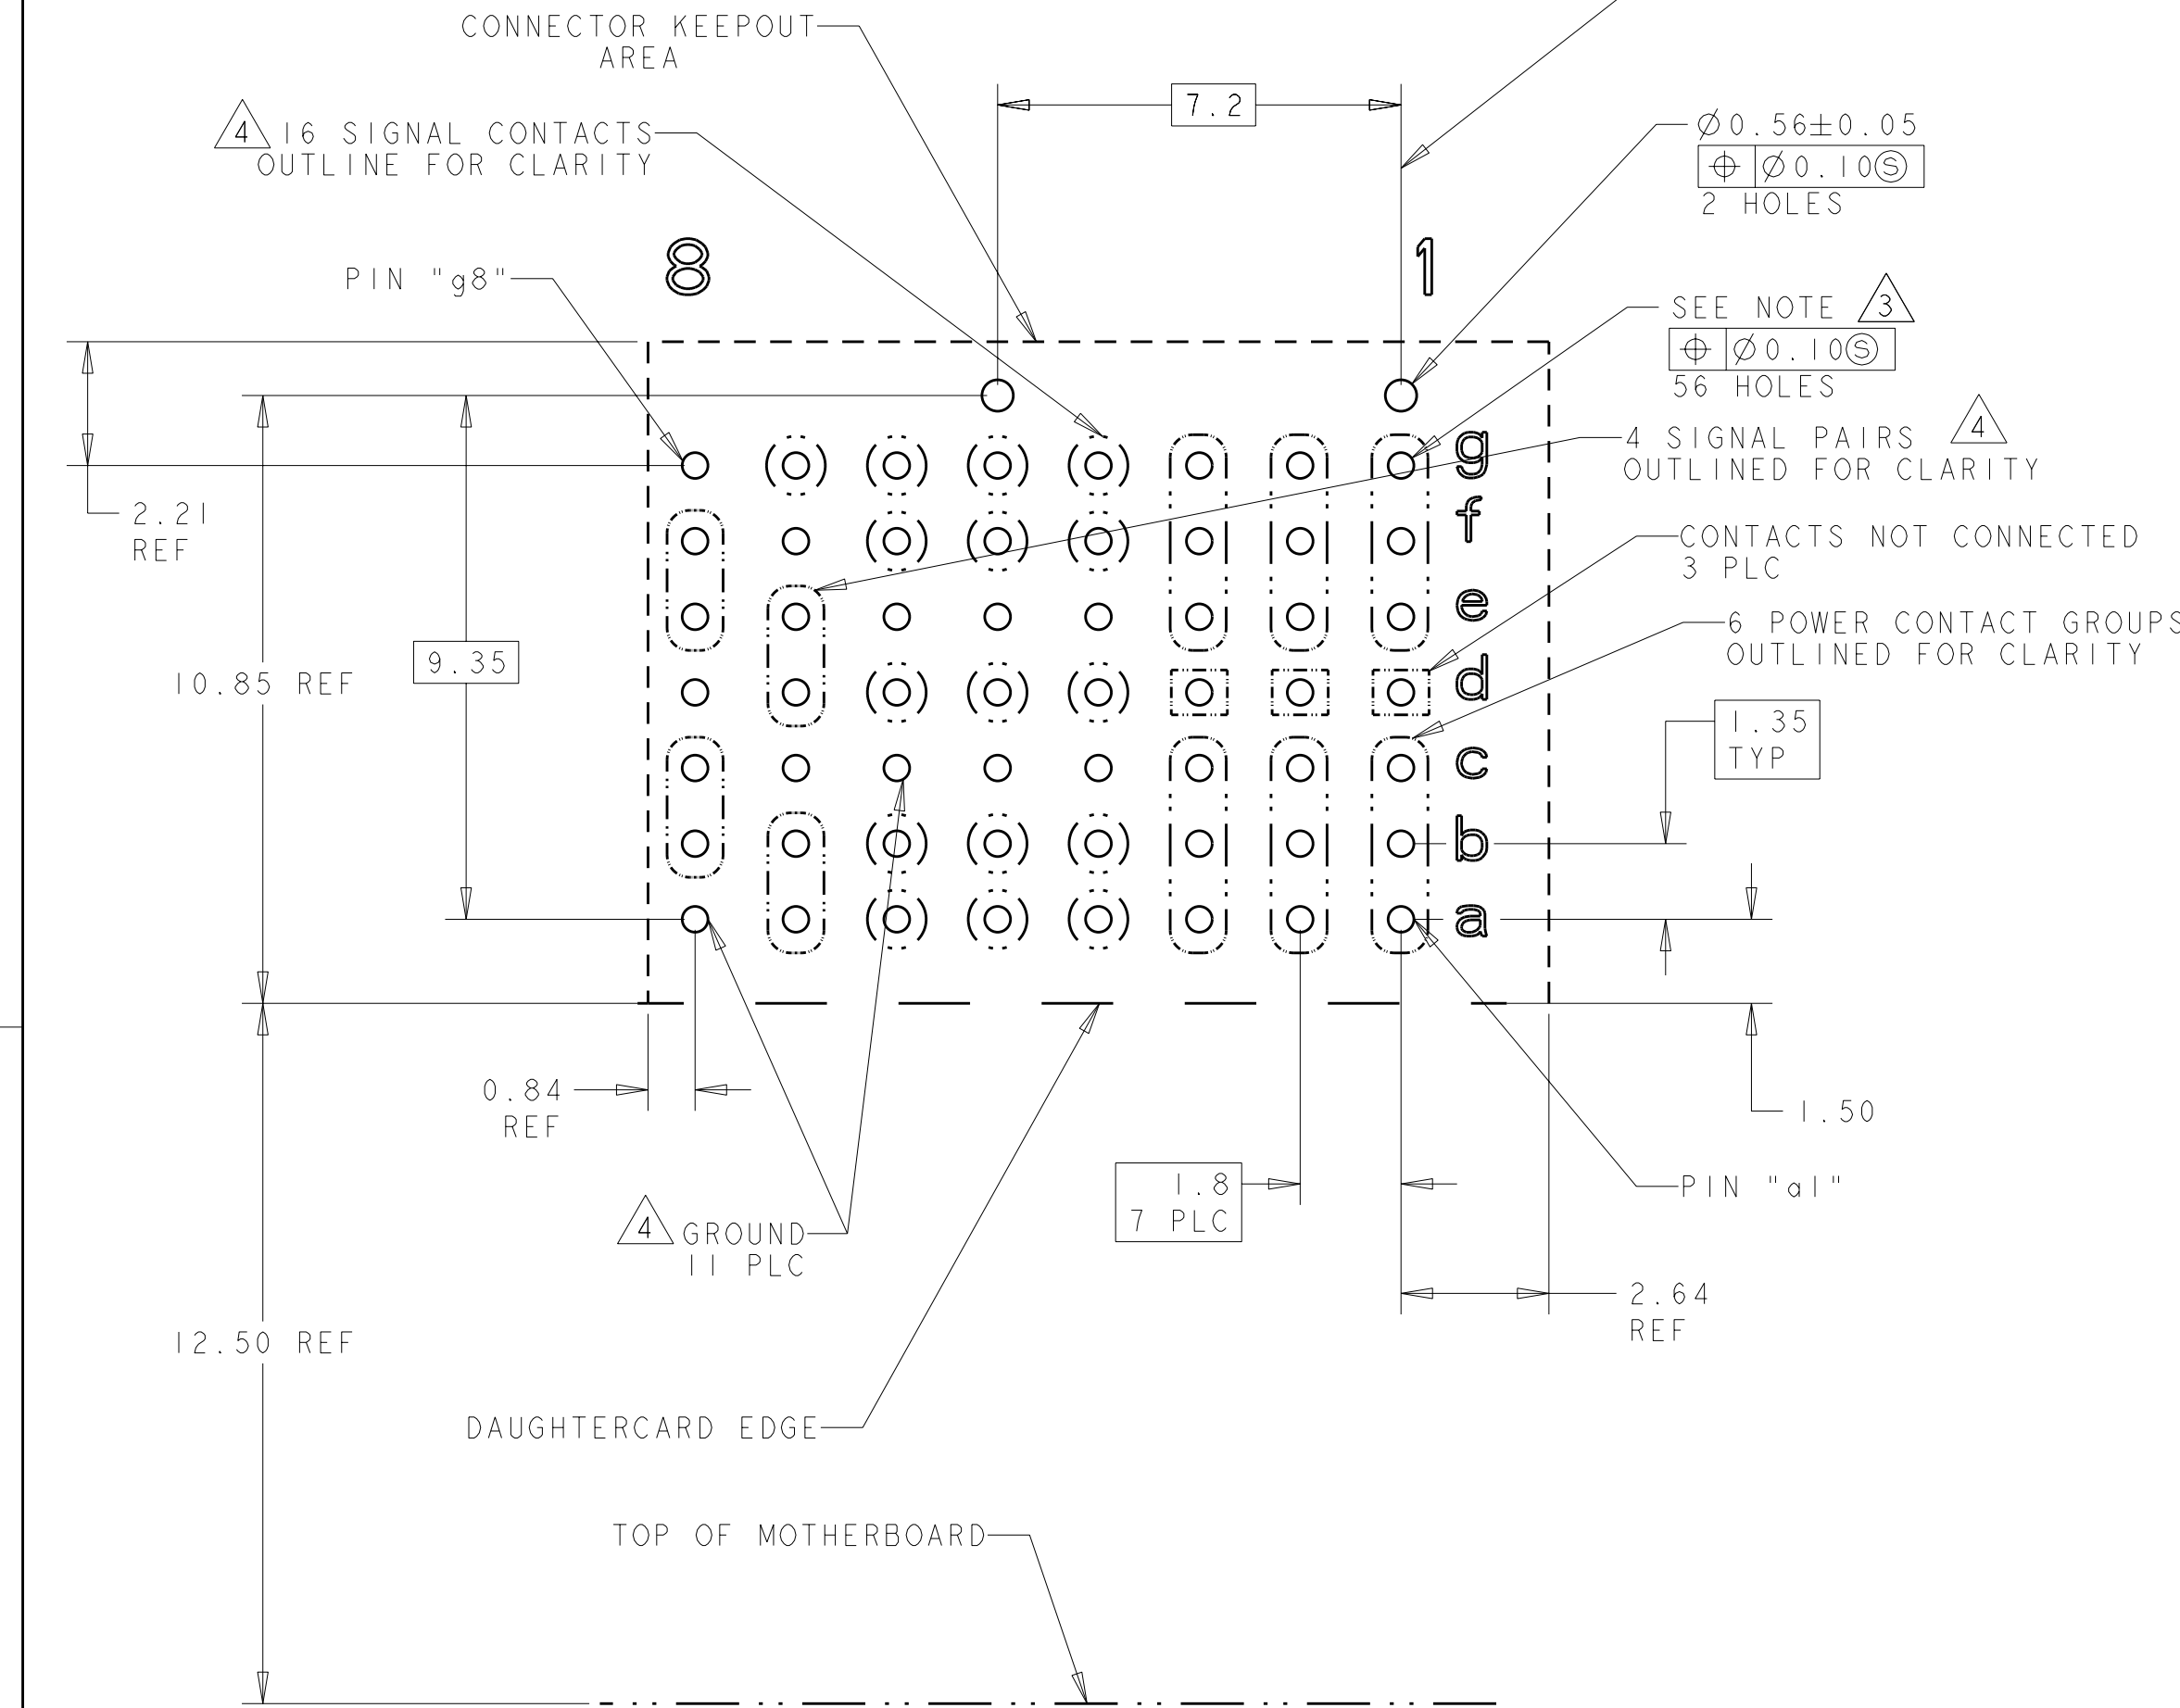 CONNECTOR KEEPOUT
AREA
7.2
4 16 SIGNAL CONTACTS
OUTLINE FOR CLARITY
Ø0.56±0.05
⌖ Ø0.10Ⓢ
2 HOLES
8
1
PIN "g8"
SEE NOTE 3
⌖ Ø0.10Ⓢ
56 HOLES
4 SIGNAL PAIRS 4
OUTLINED FOR CLARITY
g
f
e
d
c
b
a
2.21
REF
CONTACTS NOT CONNECTED
3 PLC
6 POWER CONTACT GROUPS
OUTLINED FOR CLARITY
9.35
10.85 REF
1.35
TYP
0.84
REF
1.50
1.8
7 PLC
PIN "a1"
4 GROUND
11 PLC
2.64
REF
12.50 REF
DAUGHTERCARD EDGE
TOP OF MOTHERBOARD